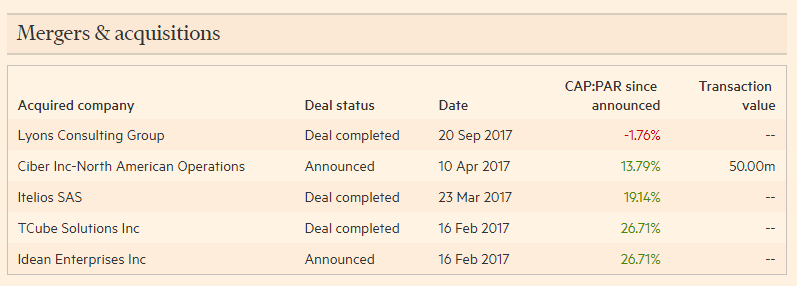 Mergers & acquisitions
CAP:PAR since Transaction
Acquired company Deal status Date announced value
Lyons Consulting Group Deal completed 20 Sep 2017 -1.76% --
Ciber Inc-North American Operations Announced 10 Apr 2017 13.79% 50.00m
Itelios SAS Deal completed 23 Mar 2017 19.14% --
TCube Solutions Inc Deal completed 16 Feb 2017 26.71% --
Idean Enterprises Inc Announced 16 Feb 2017 26.71% --